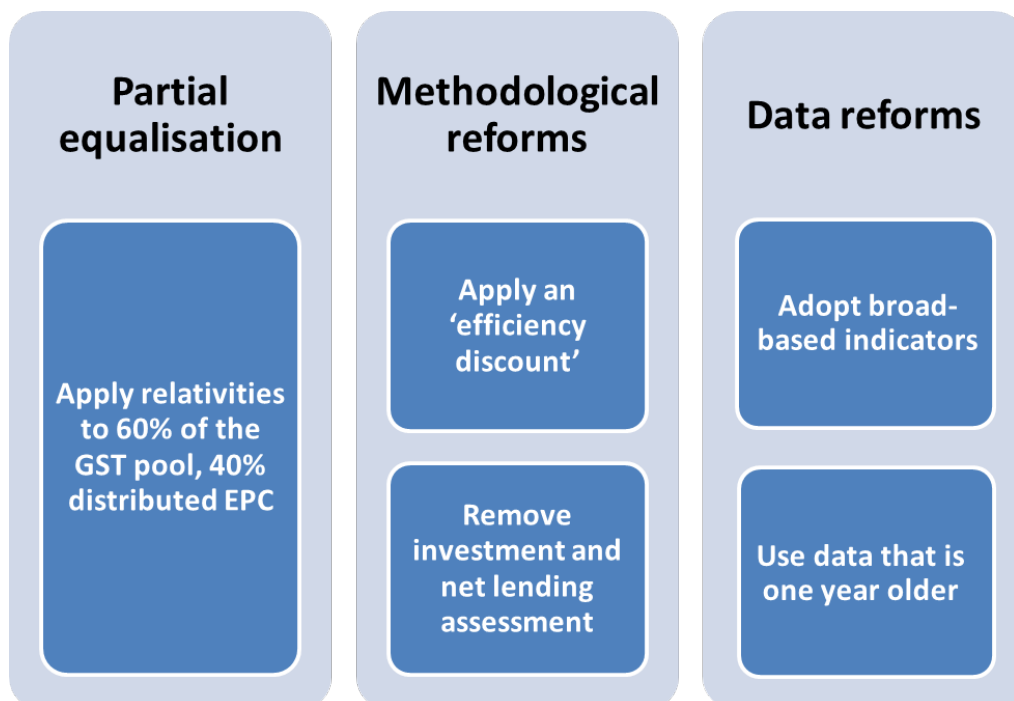 Partial
equalisation
Apply relativities
to 60% of the
GST pool, 40%
distributed EPC
Methodological
reforms
Apply an
‘efficiency
discount’
Remove
investment and
net lending
assessment
Data reforms
Adopt broad-
based indicators
Use data that is
one year older